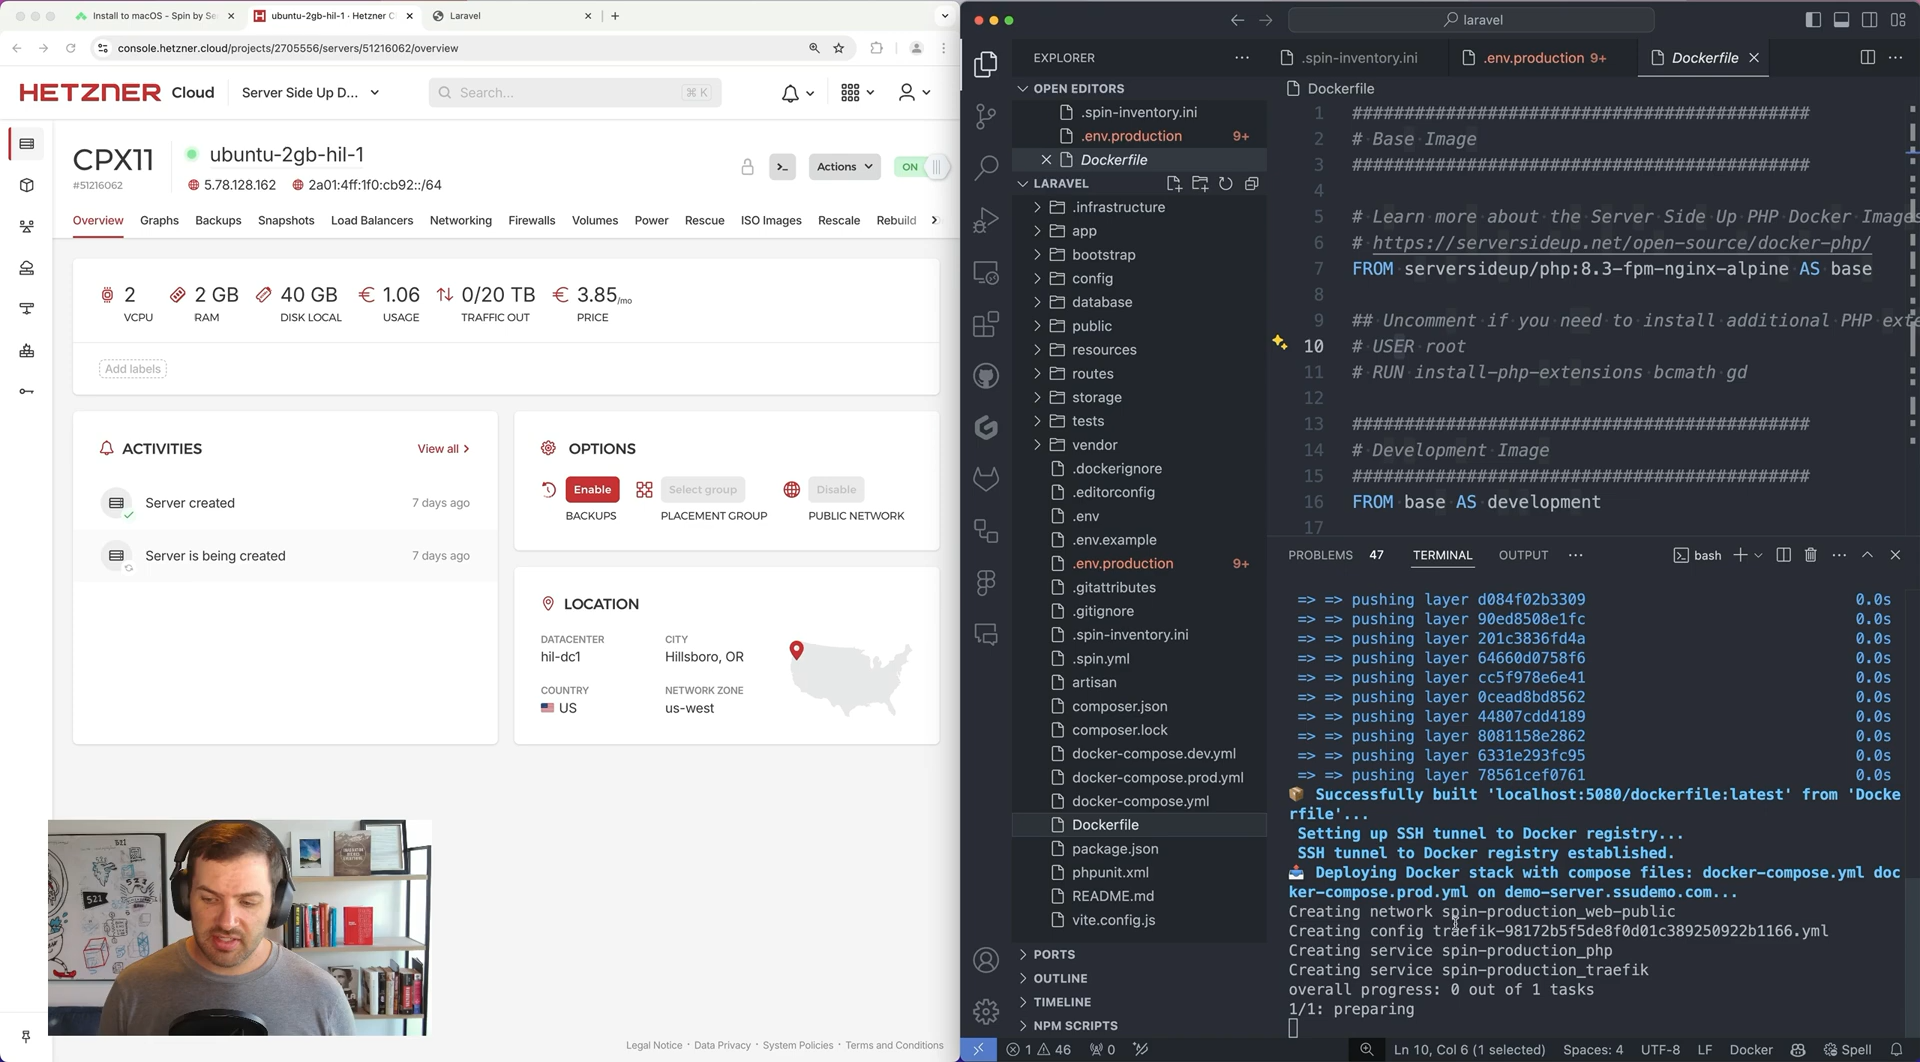 Install to macOS - Spin by Se
ubuntu-2gb-hil-1 · Hetzner C
Laravel
console.hetzner.cloud/projects/2705556/servers/51216062/overview
HETZNER Cloud
Server Side Up D...
Search...
⌘ K
CPX11
#51216062
ubuntu-2gb-hil-1
5.78.128.162
2a01:4ff:1f0:cb92::/64
Actions
ON
Overview
Graphs
Backups
Snapshots
Load Balancers
Networking
Firewalls
Volumes
Power
Rescue
ISO Images
Rescale
Rebuild
2
VCPU
2 GB
RAM
40 GB
DISK LOCAL
€ 1.06
USAGE
0/20 TB
TRAFFIC OUT
€ 3.85/mo
PRICE
Add labels
ACTIVITIES
View all
Server created
7 days ago
Server is being created
7 days ago
OPTIONS
Enable
BACKUPS
Select group
PLACEMENT GROUP
Disable
PUBLIC NETWORK
LOCATION
DATACENTER
hil-dc1
CITY
Hillsboro, OR
COUNTRY
US
NETWORK ZONE
us-west
521
521
Legal Notice · Data Privacy · System Policies · Terms and Conditions
laravel
EXPLORER
OPEN EDITORS
.spin-inventory.ini
.env.production 9+
Dockerfile
LARAVEL
.infrastructure
app
bootstrap
config
database
public
resources
routes
storage
tests
vendor
.dockerignore
.editorconfig
.env
.env.example
.env.production 9+
.gitattributes
.gitignore
.spin-inventory.ini
.spin.yml
artisan
composer.json
composer.lock
docker-compose.dev.yml
docker-compose.prod.yml
docker-compose.yml
Dockerfile
package.json
phpunit.xml
README.md
vite.config.js
PORTS
OUTLINE
TIMELINE
NPM SCRIPTS
.spin-inventory.ini
.env.production 9+
Dockerfile
Dockerfile
1 ############################################
2 # Base Image
3 ############################################
4
5 # Learn more about the Server Side Up PHP Docker Images
6 # https://serversideup.net/open-source/docker-php/
7 FROM serversideup/php:8.3-fpm-nginx-alpine AS base
8
9 ## Uncomment if you need to install additional PHP exte
10 # USER root
11 # RUN install-php-extensions bcmath gd
12
13 ############################################
14 # Development Image
15 ############################################
16 FROM base AS development
17
PROBLEMS 47
TERMINAL
OUTPUT
bash
=> => pushing layer d084f02b3309 0.0s
=> => pushing layer 90ed8508e1fc 0.0s
=> => pushing layer 201c3836fd4a 0.0s
=> => pushing layer 64660d0758f6 0.0s
=> => pushing layer cc5f978e6e41 0.0s
=> => pushing layer 0cead8bd8562 0.0s
=> => pushing layer 44807cdd4189 0.0s
=> => pushing layer 8081158e2862 0.0s
=> => pushing layer 6331e293fc95 0.0s
=> => pushing layer 78561cef0761 0.0s
📦 Successfully built 'localhost:5080/dockerfile:latest' from 'Docke
rfile'...
Setting up SSH tunnel to Docker registry...
SSH tunnel to Docker registry established.
📤 Deploying Docker stack with compose files: docker-compose.yml doc
ker-compose.prod.yml on demo-server.ssudemo.com...
Creating network spin-production_web-public
Creating config traefik-98172b5f5de8f0d01c389250922b1166.yml
Creating service spin-production_php
Creating service spin-production_traefik
overall progress: 0 out of 1 tasks
1/1: preparing
1 46
0
Ln 10, Col 6 (1 selected)
Spaces: 4
UTF-8
LF
Docker
Spell